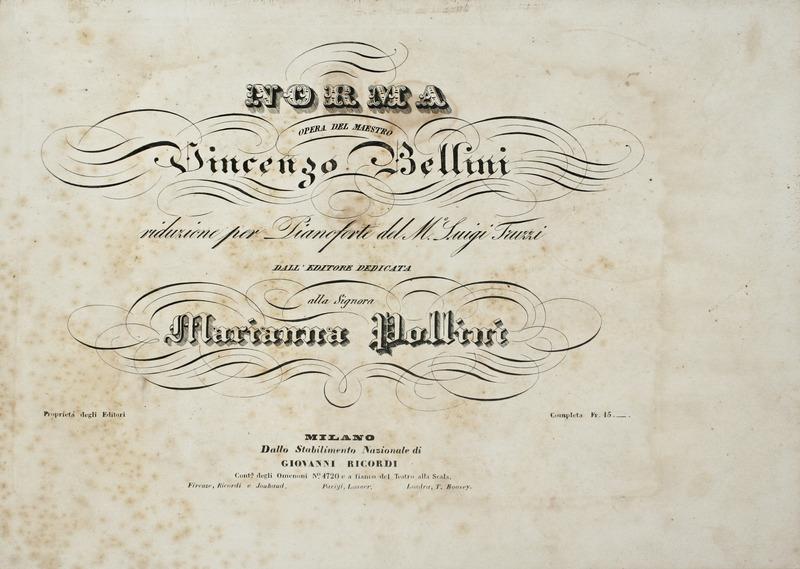 NORMA
OPERA DEL MAESTRO
Vincenzo Bellini
riduzione per Pianoforte del M.º Luigi Truzzi
DALL' EDITORE DEDICATA
alla Signora
Marianna Pollini
Proprietà degli Editori
Completa Fr. 15.
MILANO
Dallo Stabilimento Nazionale di
GIOVANNI RICORDI
Contª degli Omenoni Nº 1720 e a fianco del Teatro alla Scala,
Firenze, Ricordi e Jouhaud. Parigi, Launer. Londra, T. Boosey.